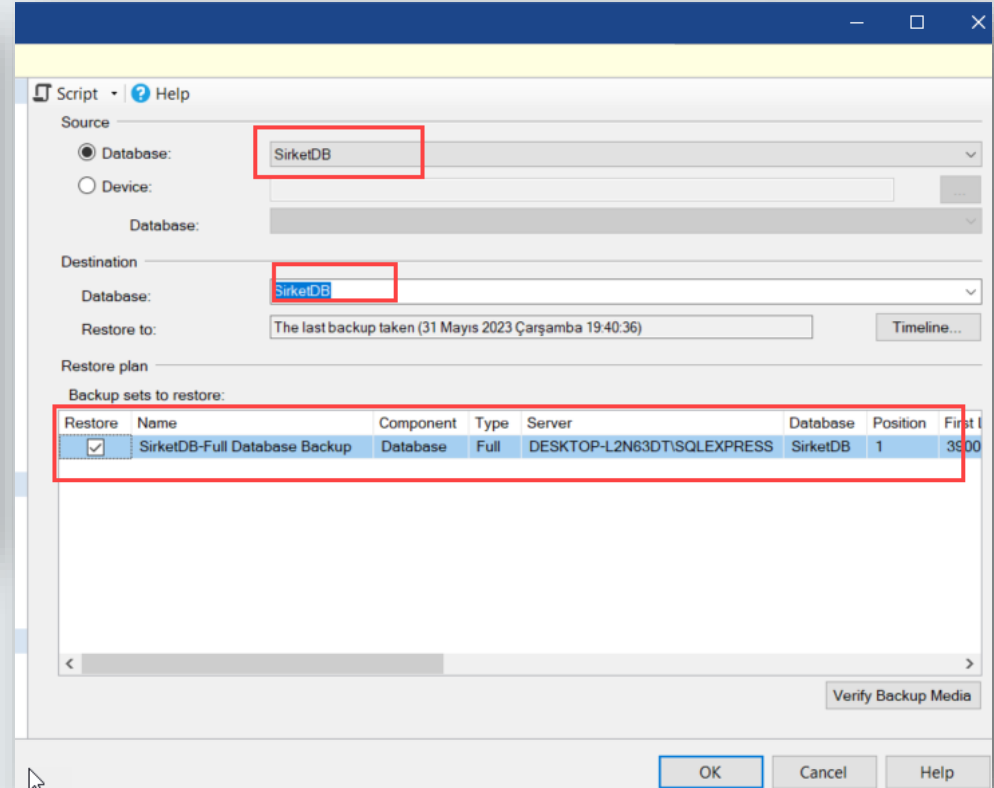 Script Help
Source
Database: SirketDB
Device: ...
Database:
Destination
Database: SirketDB
Restore to: The last backup taken (31 Mayıs 2023 Çarşamba 19:40:36) Timeline...
Restore plan
Backup sets to restore:
Restore Name Component Type Server Database Position First
SirketDB-Full Database Backup Database Full DESKTOP-L2N63DT\SQLEXPRESS SirketDB 1 3900
Verify Backup Media
OK Cancel Help